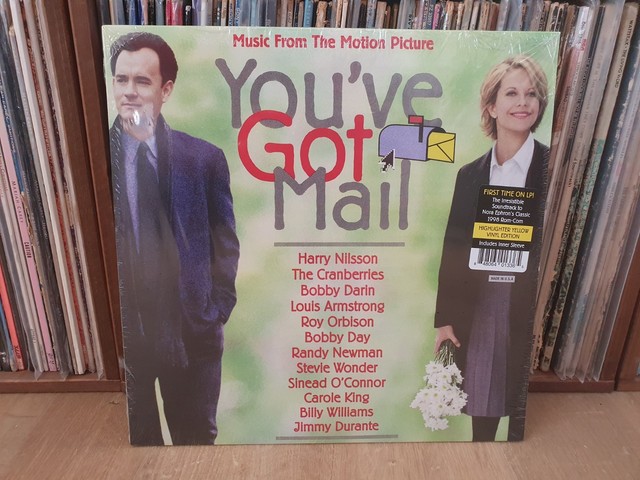 Music From The Motion Picture
You've
Got
Mail
FIRST TIME ON LP!
The Irresistible
Soundtrack to
Nora Ephron's Classic
1998 Rom-Com
HIGHLIGHTER YELLOW
VINYL EDITION
Includes Inner Sleeve
MADE IN U.S.A.
Harry Nilsson
The Cranberries
Bobby Darin
Louis Armstrong
Roy Orbison
Bobby Day
Randy Newman
Stevie Wonder
Sinead O'Connor
Carole King
Billy Williams
Jimmy Durante